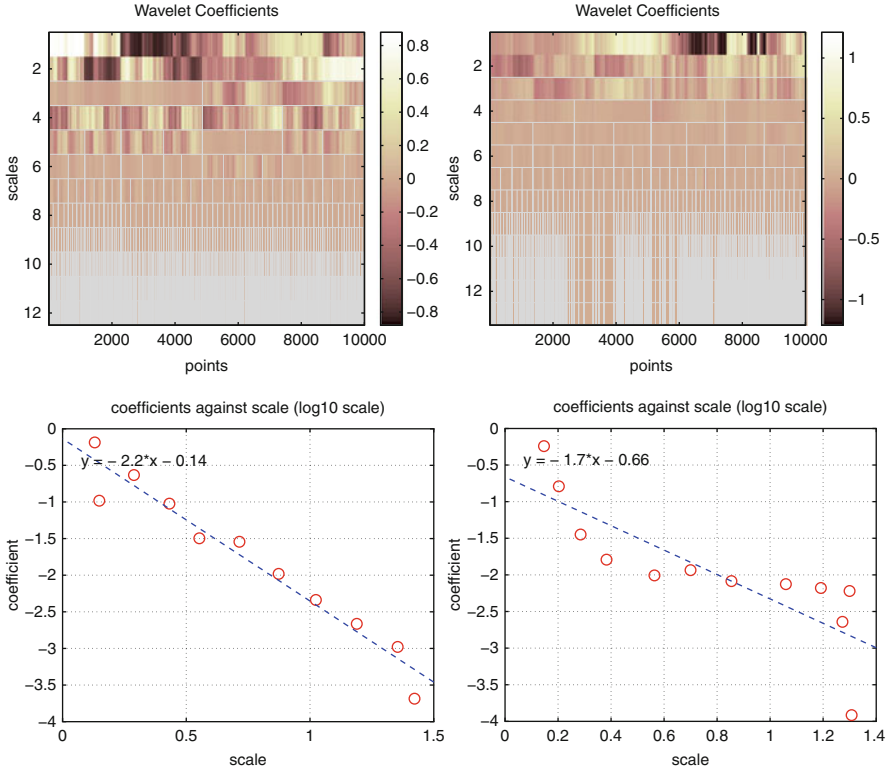 Wavelet Coefficients
2
4
6
8
10
12
scales
2000 4000 6000 8000 10000
points
0.8
0.6
0.4
0.2
0
−0.2
−0.4
−0.6
−0.8
Wavelet Coefficients
2
4
6
8
10
12
2000 4000 6000 8000 10000
points
1
0.5
0
−0.5
−1
coefficients against scale (log10 scale)
y = − 2.2*x − 0.14
0
−0.5
−1
−1.5
−2
−2.5
−3
−3.5
−4
coefficient
0 0.5 1 1.5
scale
coefficients against scale (log10 scale)
y = − 1.7*x − 0.66
0
−0.5
−1
−1.5
−2
−2.5
−3
−3.5
−4
coefficient
0 0.2 0.4 0.6 0.8 1 1.2 1.4
scale